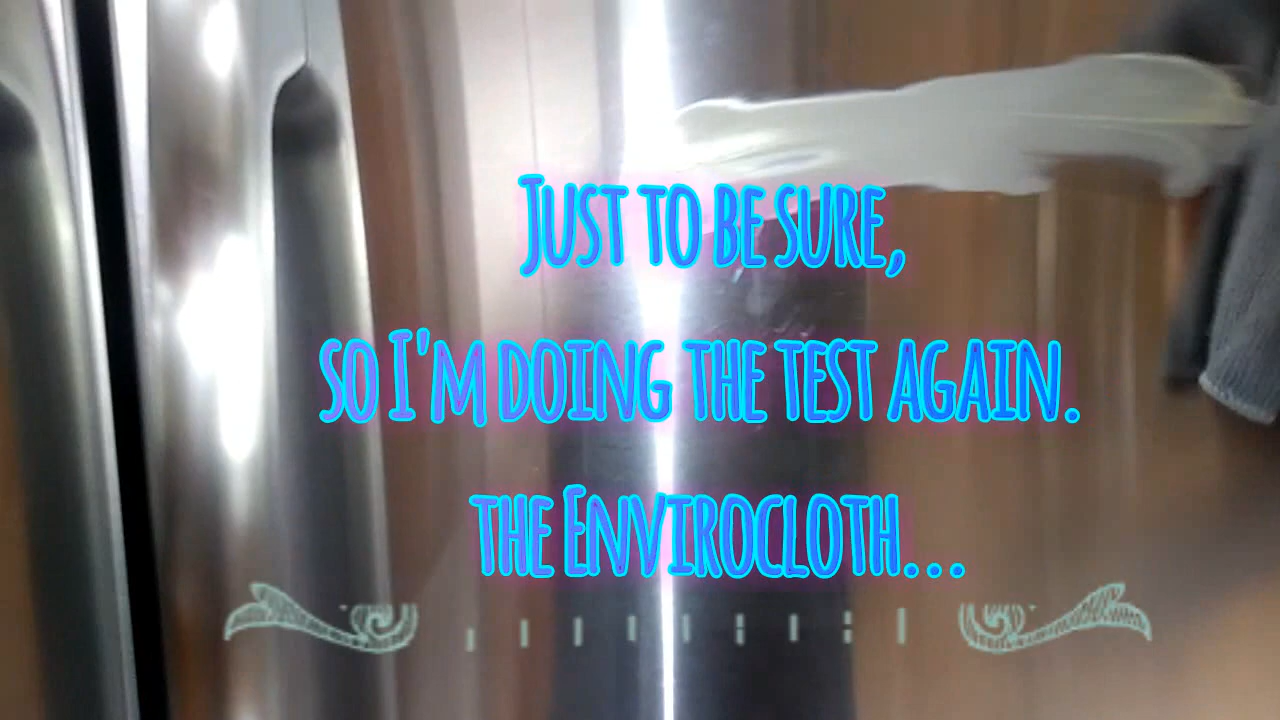 Just to be sure,
so I'm doing the test again.
the Envirocloth...